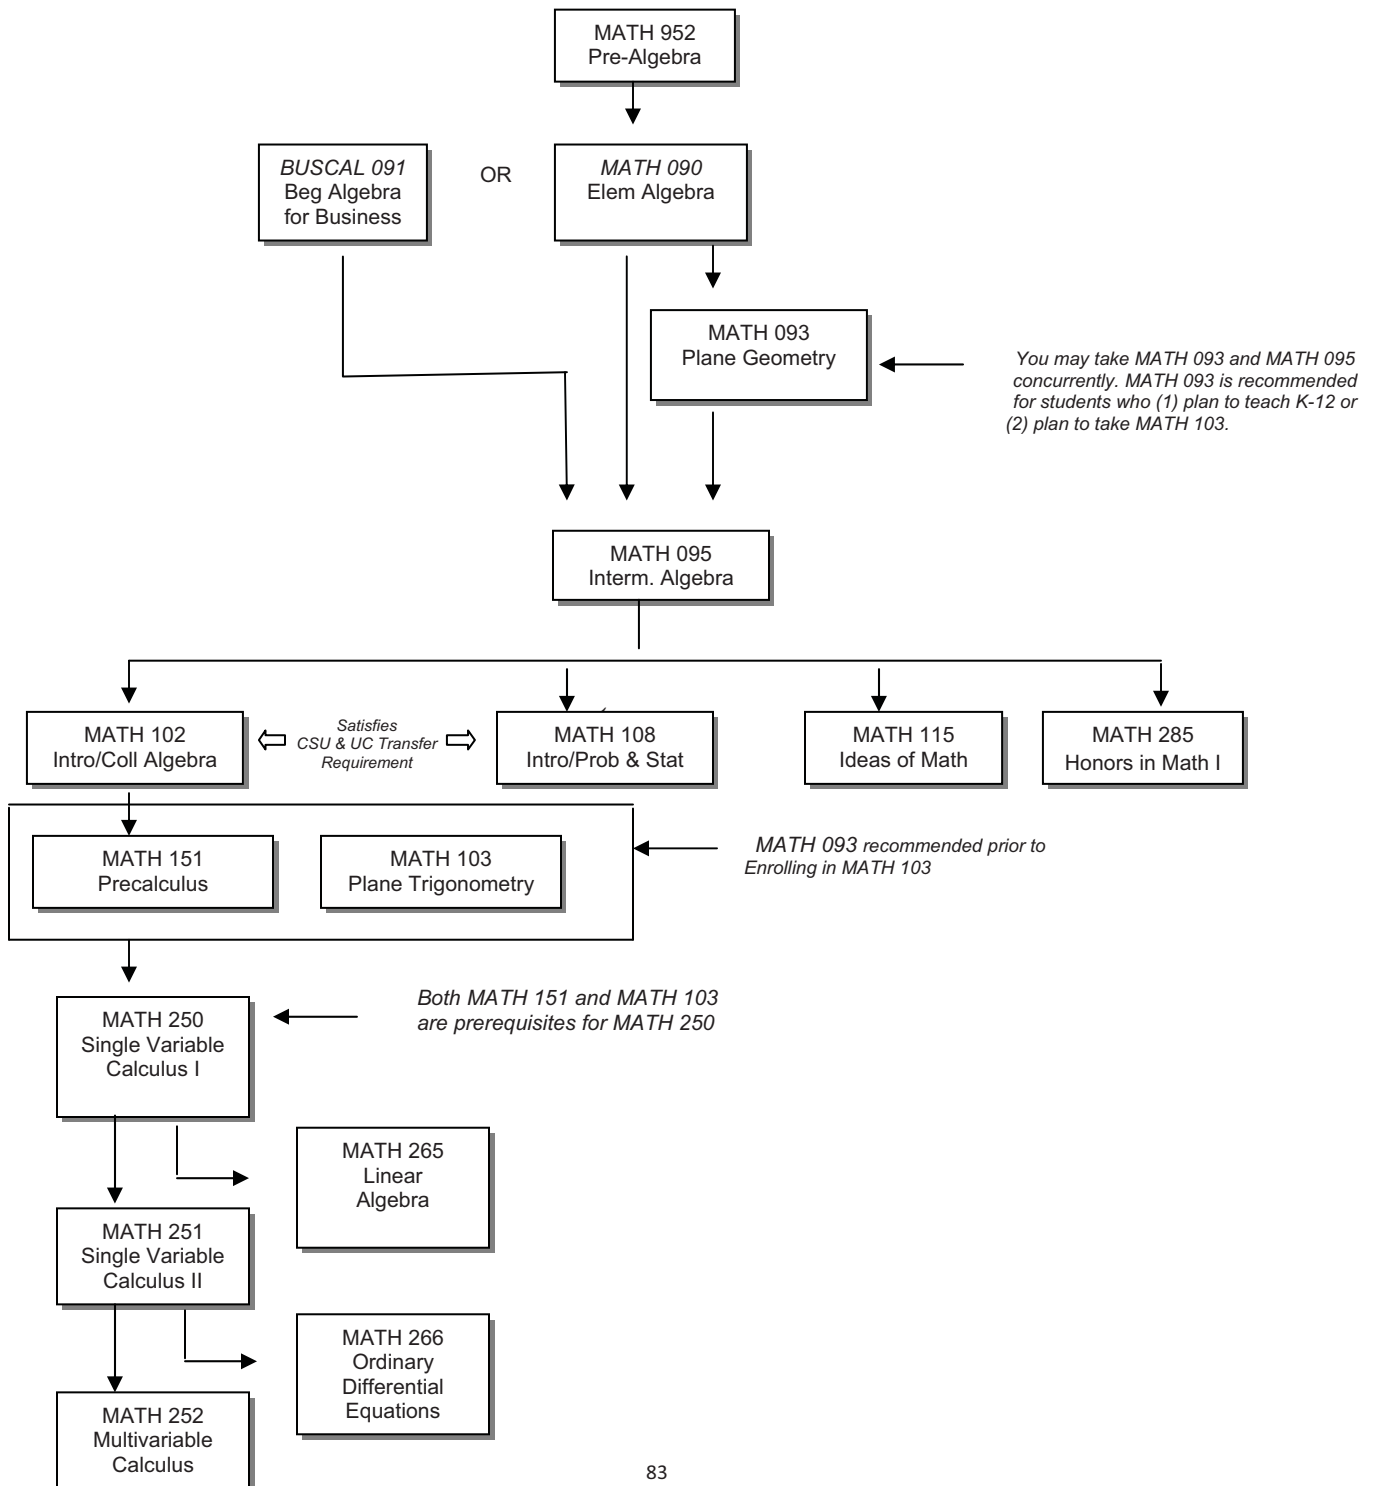 MATH 952
Pre-Algebra
BUSCAL 091
Beg Algebra
for Business
OR
MATH 090
Elem Algebra
MATH 093
Plane Geometry
You may take MATH 093 and MATH 095
concurrently. MATH 093 is recommended
for students who (1) plan to teach K-12 or
(2) plan to take MATH 103.
MATH 095
Interm. Algebra
MATH 102
Intro/Coll Algebra
Satisfies
CSU & UC Transfer
Requirement
MATH 108
Intro/Prob & Stat
MATH 115
Ideas of Math
MATH 285
Honors in Math I
MATH 151
Precalculus
MATH 103
Plane Trigonometry
MATH 093 recommended prior to
Enrolling in MATH 103
MATH 250
Single Variable
Calculus I
Both MATH 151 and MATH 103
are prerequisites for MATH 250
MATH 265
Linear
Algebra
MATH 251
Single Variable
Calculus II
MATH 266
Ordinary
Differential
Equations
MATH 252
Multivariable
Calculus
83